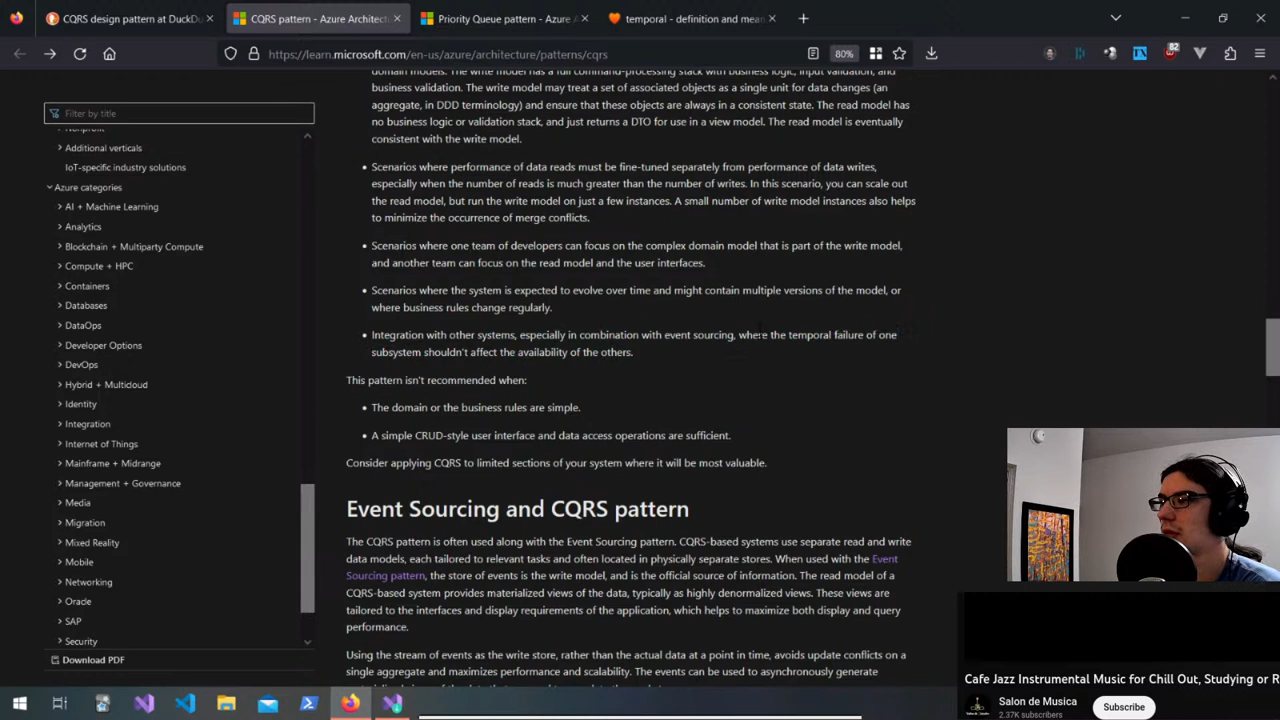 CQRS design pattern at DuckDu
CQRS pattern - Azure Architect
Priority Queue pattern - Azure A
temporal - definition and mean
https://learn.microsoft.com/en-us/azure/architecture/patterns/cqrs
80%
82
Filter by title
Nonprofit
Additional verticals
IoT-specific industry solutions
Azure categories
AI + Machine Learning
Analytics
Blockchain + Multiparty Compute
Compute + HPC
Containers
Databases
DataOps
Developer Options
DevOps
Hybrid + Multicloud
Identity
Integration
Internet of Things
Mainframe + Midrange
Management + Governance
Media
Migration
Mixed Reality
Mobile
Networking
Oracle
SAP
Security
Download PDF
domain models. The write model has a full command-processing stack with business logic, input validation, and
business validation. The write model may treat a set of associated objects as a single unit for data changes (an
aggregate, in DDD terminology) and ensure that these objects are always in a consistent state. The read model has
no business logic or validation stack, and just returns a DTO for use in a view model. The read model is eventually
consistent with the write model.
Scenarios where performance of data reads must be fine-tuned separately from performance of data writes,
especially when the number of reads is much greater than the number of writes. In this scenario, you can scale out
the read model, but run the write model on just a few instances. A small number of write model instances also helps
to minimize the occurrence of merge conflicts.
Scenarios where one team of developers can focus on the complex domain model that is part of the write model,
and another team can focus on the read model and the user interfaces.
Scenarios where the system is expected to evolve over time and might contain multiple versions of the model, or
where business rules change regularly.
Integration with other systems, especially in combination with event sourcing, where the temporal failure of one
subsystem shouldn't affect the availability of the others.
This pattern isn't recommended when:
The domain or the business rules are simple.
A simple CRUD-style user interface and data access operations are sufficient.
Consider applying CQRS to limited sections of your system where it will be most valuable.
Event Sourcing and CQRS pattern
The CQRS pattern is often used along with the Event Sourcing pattern. CQRS-based systems use separate read and write
data models, each tailored to relevant tasks and often located in physically separate stores. When used with the Event
Sourcing pattern, the store of events is the write model, and is the official source of information. The read model of a
CQRS-based system provides materialized views of the data, typically as highly denormalized views. These views are
tailored to the interfaces and display requirements of the application, which helps to maximize both display and query
performance.
Using the stream of events as the write store, rather than the actual data at a point in time, avoids update conflicts on a
single aggregate and maximizes performance and scalability. The events can be used to asynchronously generate
Cafe Jazz Instrumental Music for Chill Out, Studying or R
Salon de Musica
2.37K subscribers
Subscribe